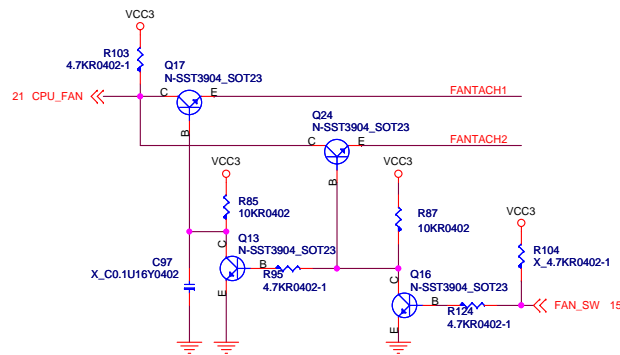 VCC3
R103
4.7KR0402-1
Q17
N-SST3904_SOT23
21 CPU_FAN
C
E
FANTACH1
B
Q24
N-SST3904_SOT23
C
E
FANTACH2
B
VCC3
VCC3
R85
10KR0402
R87
10KR0402
VCC3
R104
X_4.7KR0402-1
C97
X_C0.1U16Y0402
C
Q13
N-SST3904_SOT23
B
R95
4.7KR0402-1
E
C
Q16
N-SST3904_SOT23
B
R124
4.7KR0402-1
E
FAN_SW 15